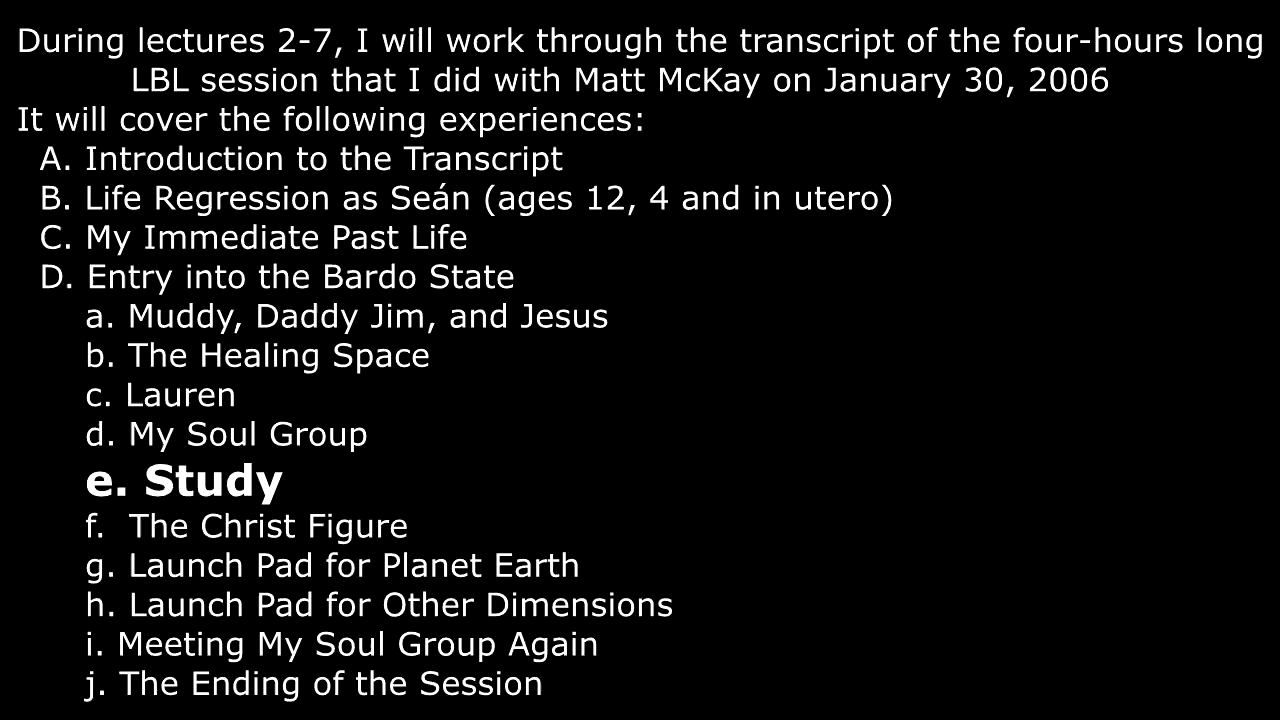 During lectures 2-7, I will work through the transcript of the four-hours long
LBL session that I did with Matt McKay on January 30, 2006
It will cover the following experiences:
A. Introduction to the Transcript
B. Life Regression as Seán (ages 12, 4 and in utero)
C. My Immediate Past Life
D. Entry into the Bardo State
a. Muddy, Daddy Jim, and Jesus
b. The Healing Space
c. Lauren
d. My Soul Group
e. Study
f. The Christ Figure
g. Launch Pad for Planet Earth
h. Launch Pad for Other Dimensions
i. Meeting My Soul Group Again
j. The Ending of the Session